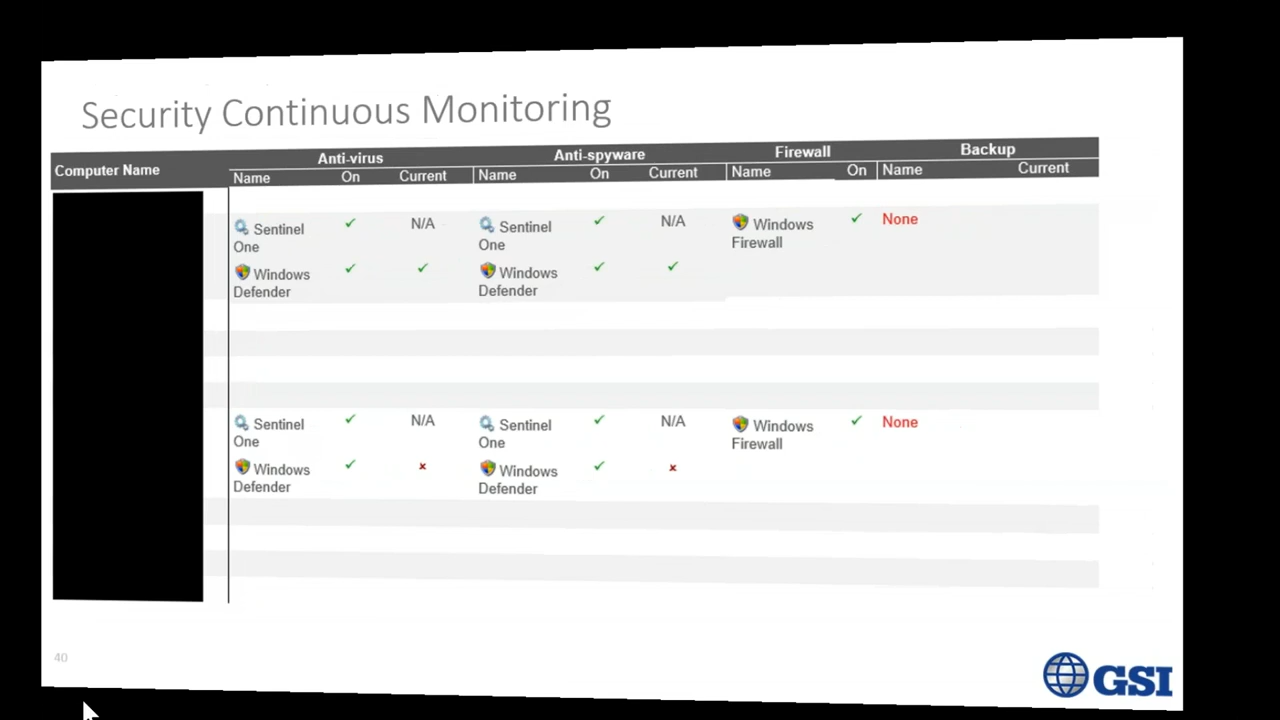 Security Continuous Monitoring
Computer Name Anti-virus Anti-spyware Firewall Backup
Name On Current Name On Current Name On Name Current
Sentinel One ✓ N/A Sentinel One ✓ N/A Windows Firewall ✓ None
Windows Defender ✓ ✓ Windows Defender ✓ ✓
Sentinel One ✓ N/A Sentinel One ✓ N/A Windows Firewall ✓ None
Windows Defender ✓ x Windows Defender ✓ x
40
GSI